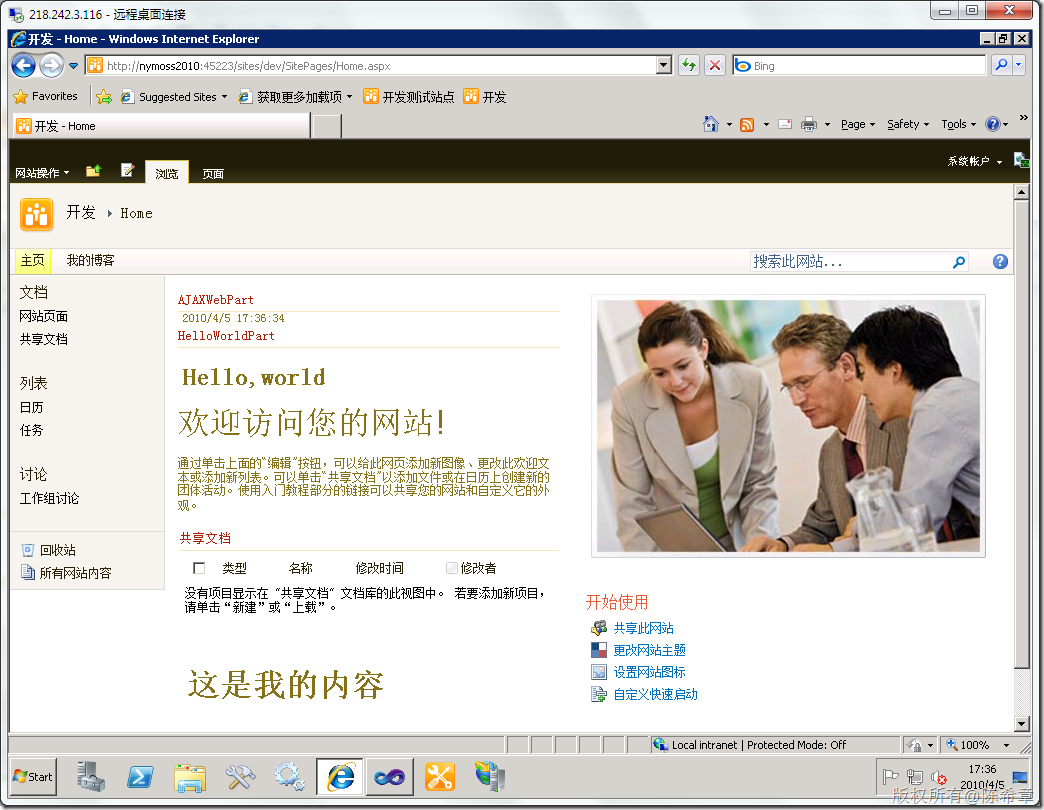 218.242.3.116 - 远程桌面连接
开发 - Home - Windows Internet Explorer
http://nymoss2010:45223/sites/dev/SitePages/Home.aspx
Bing
Favorites
Suggested Sites
获取更多加载项
开发测试站点
开发
开发 - Home
Page
Safety
Tools
»
系统帐户
网站操作
浏览
页面
开发
Home
主页
我的博客
搜索此网站...
文档
网站页面
共享文档
列表
日历
任务
讨论
工作组讨论
回收站
所有网站内容
AJAXWebPart
2010/4/5 17:36:34
HelloWorldPart
Hello,world
欢迎访问您的网站!
通过单击上面的“编辑”按钮，可以给此网页添加新图像、更改此欢迎文
本或添加新列表。可以单击“共享文档”以添加文件或在日历上创建新的
团体活动。使用入门教程部分的链接可以共享您的网站和自定义它的外
观。
共享文档
类型
名称
修改时间
修改者
没有项目显示在“共享文档”文档库的此视图中。 若要添加新项目，
请单击“新建”或“上载”。
这是我的内容
开始使用
共享此网站
更改网站主题
设置网站图标
自定义快速启动
Local intranet | Protected Mode: Off
100%
Start
17:36
2010/4/5
版权所有@陈希章